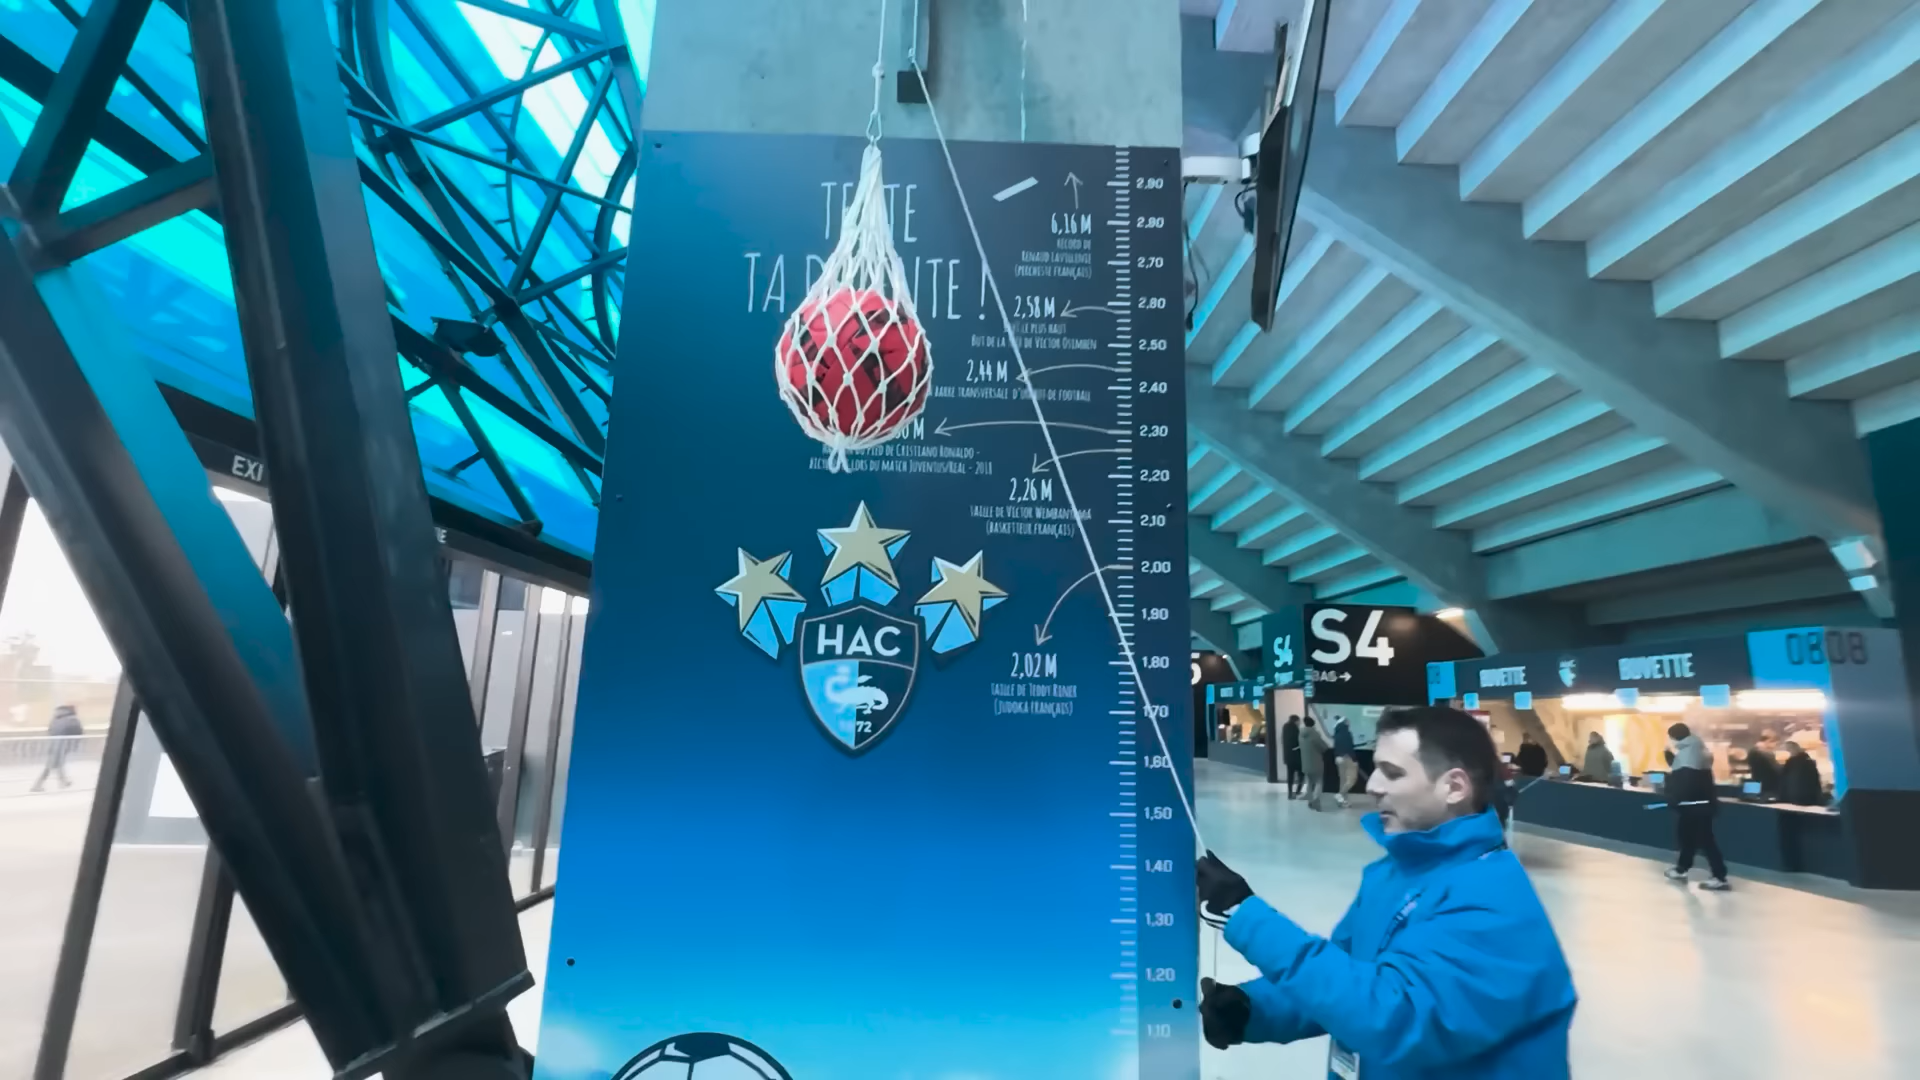 TESTE
TA DÉTENTE !
6,16 M
RECORD DE
RENAUD LAVILLENIE
(PERCHISTE FRANÇAIS)
2,58 M
LE PLUS HAUT
BUT DE LA DE VICTOR OSIMHEN
2,44 M
BARRE TRANSVERSALE D'UN BUT DE FOOTBALL
DU PIED DE CRISTIANO RONALDO -
LORS DU MATCH JUVENTUS/REAL - 2018
2,26 M
TAILLE DE VICTOR WEMBANYAMA
(BASKETTEUR FRANÇAIS)
2,02 M
TAILLE DE TEDDY RINER
(JUDOKA FRANÇAIS)
2,90
2,80
2,70
2,60
2,50
2,40
2,30
2,20
2,10
2,00
1,90
1,80
1,70
1,60
1,50
1,40
1,30
1,20
1,10
HAC
72
EXI
S4
S4
BAS →
BUVETTE
BUVETTE
0808